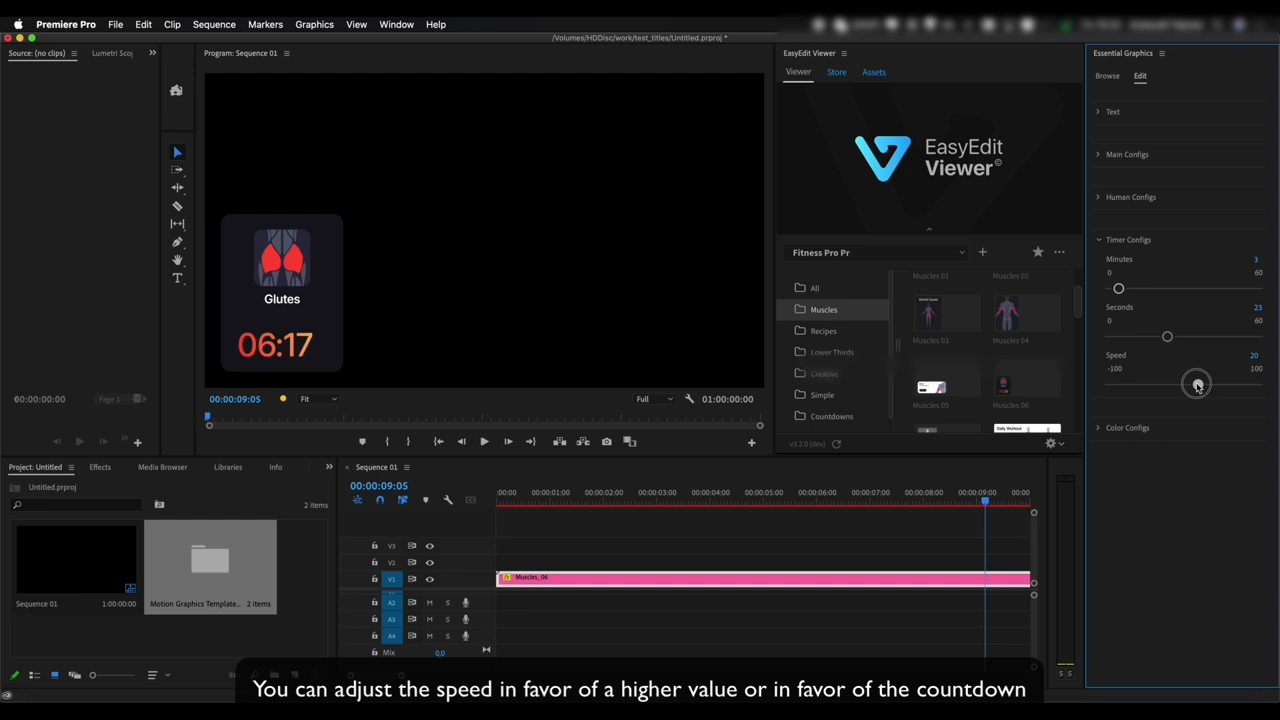 Premiere Pro File Edit Clip Sequence Markers Graphics View Window Help
/Volumes/HDDisc/work/test_titles/Untitled.prproj *
Source: (no clips) Lumetri Scop
Program: Sequence 01
EasyEdit Viewer
Essential Graphics
Viewer Store Assets
Browse Edit
Text
Main Configs
Human Configs
Timer Configs
Minutes 3
0 60
Seconds 23
0 60
Speed 20
-100 100
Color Configs
EasyEdit
Viewer©
Fitness Pro Pr
All
Muscles
Recipes
Lower Thirds
Creative
Simple
Countdowns
Muscles 01 Muscles 02
Muscles 03 Muscles 04
Muscles 05 Muscles 06
Daily Workout
v3.2.0 (dev)
Glutes
06:17
00:00:00:00 Page 1
00:00:09:05 Fit Full 01:00:00:00
Project: Untitled Effects Media Browser Libraries Info
Untitled.prproj
2 items
Sequence 01 1:00:00:00
Motion Graphics Template... 2 items
Sequence 01
00:00:09:05
:00:00 00:00:01:00 00:00:02:00 00:00:03:00 00:00:04:00 00:00:05:00 00:00:06:00 00:00:07:00 00:00:08:00 00:00:09:00 00:00
V3
V2
V1 Muscles_06
A2 M S
A3 M S
A4 M S
Mix 0,0
S S
You can adjust the speed in favor of a higher value or in favor of the countdown